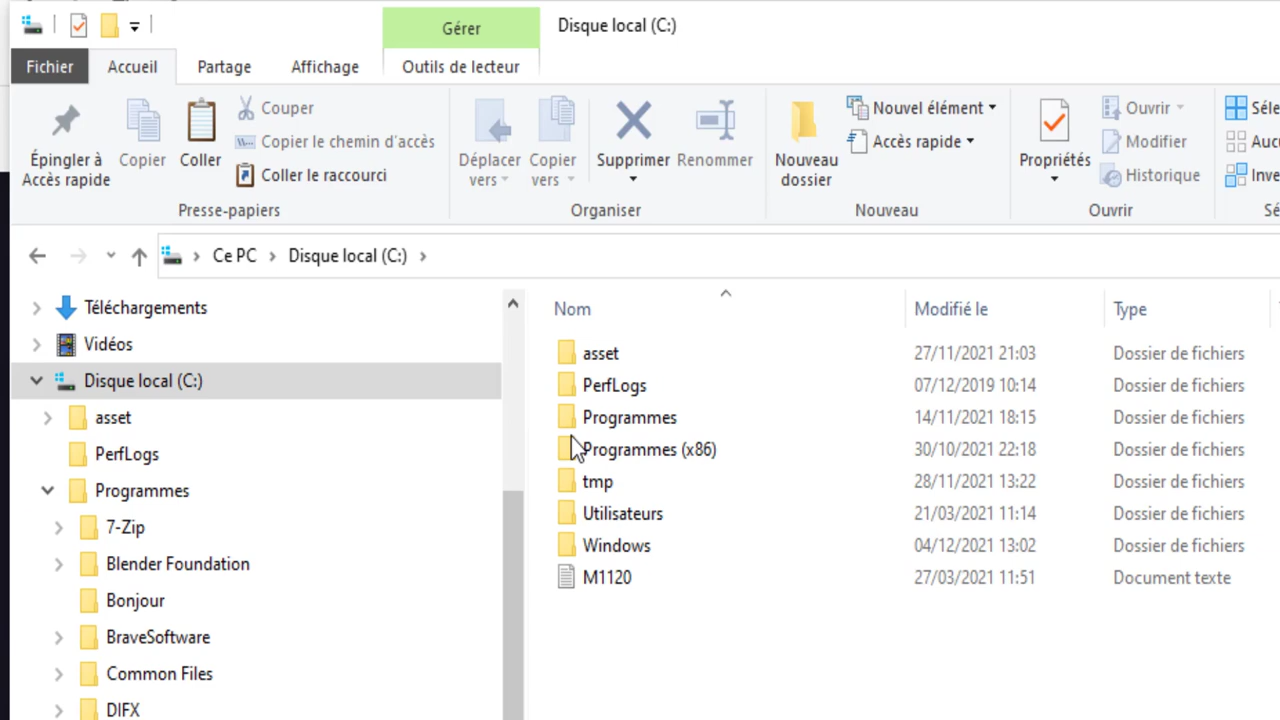 Gérer
Disque local (C:)
Fichier
Accueil
Partage
Affichage
Outils de lecteur
Épingler à
Accès rapide
Copier
Coller
Couper
Copier le chemin d'accès
Coller le raccourci
Presse-papiers
Déplacer
vers
Copier
vers
Supprimer
Renommer
Organiser
Nouveau
dossier
Nouvel élément
Accès rapide
Nouveau
Propriétés
Ouvrir
Modifier
Historique
Ouvrir
Ce PC > Disque local (C:) >
Téléchargements
Vidéos
Disque local (C:)
asset
PerfLogs
Programmes
7-Zip
Blender Foundation
Bonjour
BraveSoftware
Common Files
DIFX
Nom Modifié le Type
asset 27/11/2021 21:03 Dossier de fichiers
PerfLogs 07/12/2019 10:14 Dossier de fichiers
Programmes 14/11/2021 18:15 Dossier de fichiers
Programmes (x86) 30/10/2021 22:18 Dossier de fichiers
tmp 28/11/2021 13:22 Dossier de fichiers
Utilisateurs 21/03/2021 11:14 Dossier de fichiers
Windows 04/12/2021 13:02 Dossier de fichiers
M1120 27/03/2021 11:51 Document texte